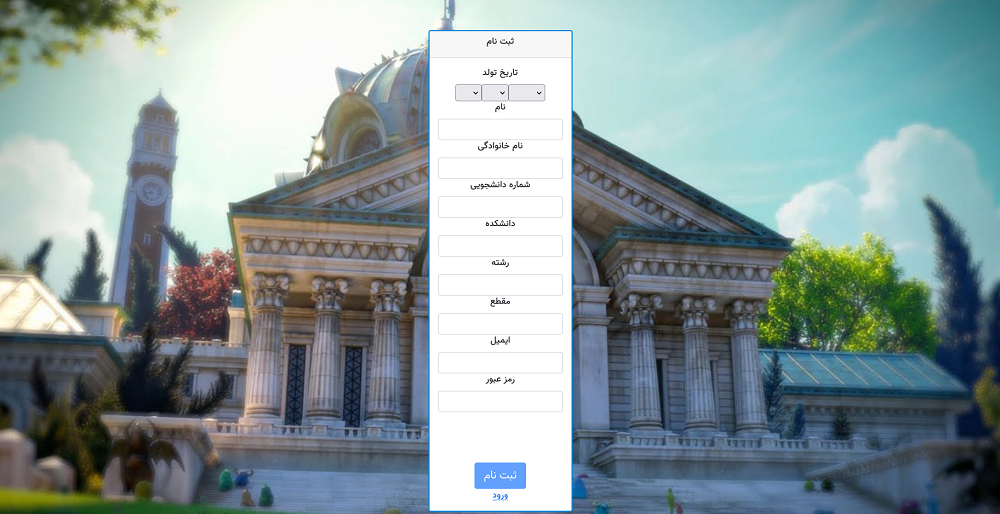 ثبت نام
تاریخ تولد
نام
نام خانوادگی
شماره دانشجویی
دانشکده
رشته
مقطع
ایمیل
رمز عبور
ثبت نام
ورود